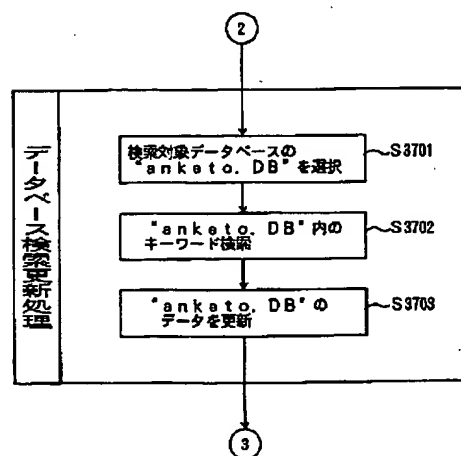 2
データベース検索更新処理
検索対象データベースの
"anketo. DB"を選択
S3701
"anketo. DB"内の
キーワード検索
S3702
"anketo. DB"の
データを更新
S3703
3